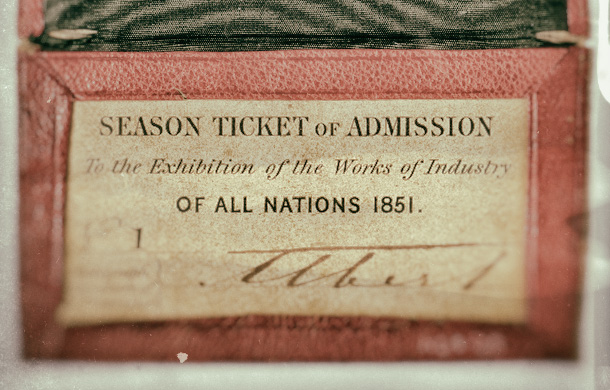 SEASON TICKET OF ADMISSION
To the Exhibition of the Works of Industry
OF ALL NATIONS 1851.
1
Albert